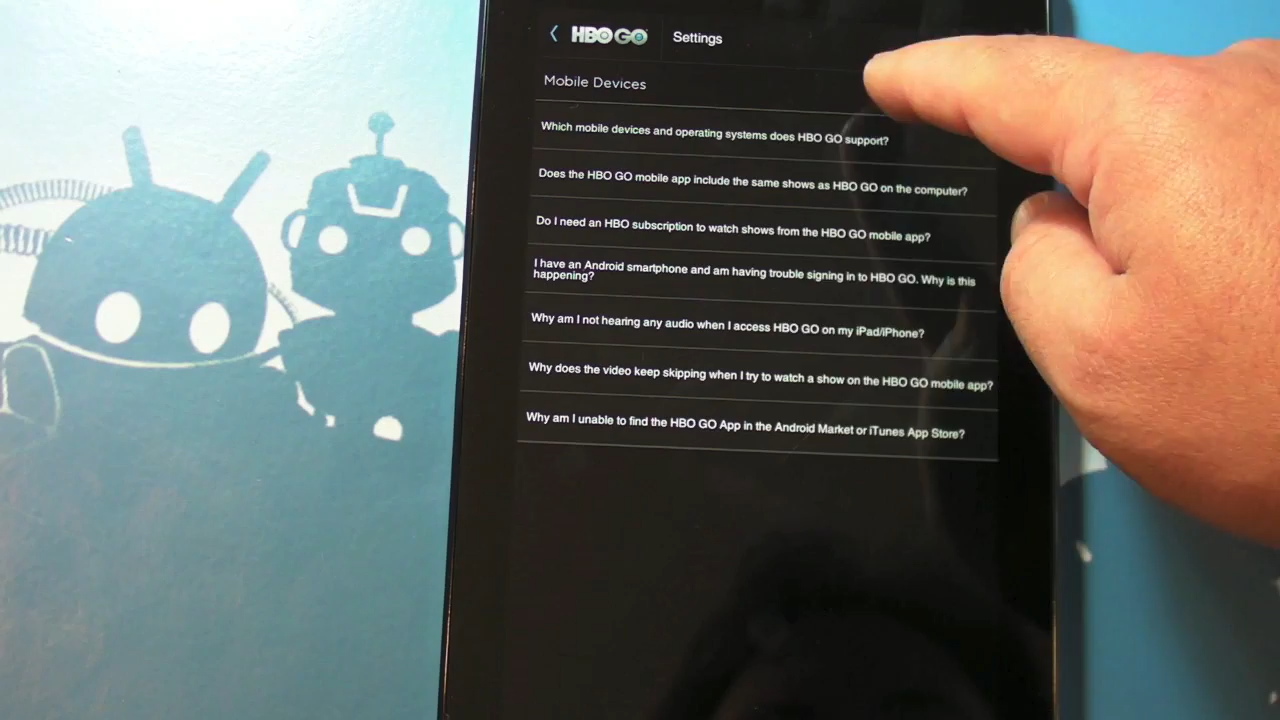 HBO GO Settings
Mobile Devices
Which mobile devices and operating systems does HBO GO support?
Does the HBO GO mobile app include the same shows as HBO GO on the computer?
Do I need an HBO subscription to watch shows from the HBO GO mobile app?
I have an Android smartphone and am having trouble signing in to HBO GO. Why is this
happening?
Why am I not hearing any audio when I access HBO GO on my iPad/iPhone?
Why does the video keep skipping when I try to watch a show on the HBO GO mobile app?
Why am I unable to find the HBO GO App in the Android Market or iTunes App Store?